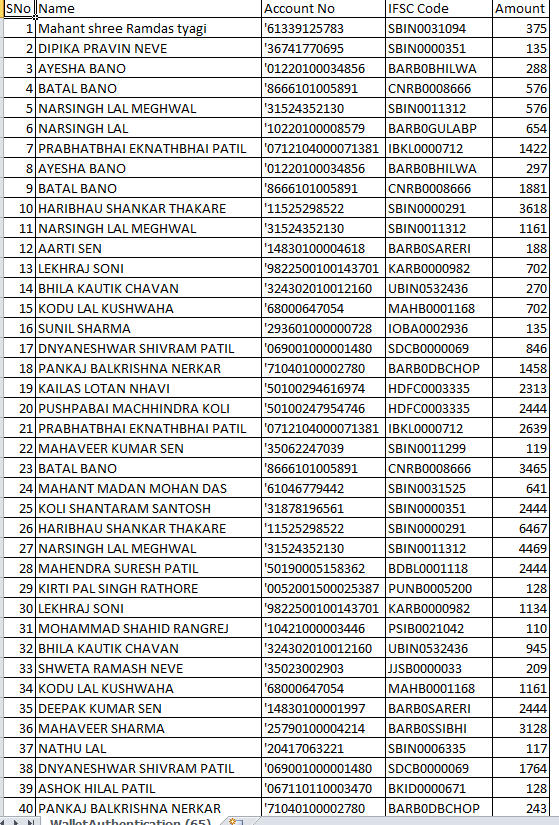 SNo Name Account No IFSC Code Amount
1 Mahant shree Ramdas tyagi '61339125783 SBIN0031094 375
2 DIPIKA PRAVIN NEVE '36741770695 SBIN0000351 135
3 AYESHA BANO '01220100034856 BARB0BHILWA 288
4 BATAL BANO '8666101005891 CNRB0008666 576
5 NARSINGH LAL MEGHWAL '31524352130 SBIN0011312 576
6 NARSINGH LAL '10220100008579 BARB0GULABP 654
7 PRABHATBHAI EKNATHBHAI PATIL '0712104000071381 IBKL0000712 1422
8 AYESHA BANO '01220100034856 BARB0BHILWA 297
9 BATAL BANO '8666101005891 CNRB0008666 1881
10 HARIBHAU SHANKAR THAKARE '11525298522 SBIN0000291 3618
11 NARSINGH LAL MEGHWAL '31524352130 SBIN0011312 1161
12 AARTI SEN '14830100004618 BARB0SARERI 188
13 LEKHRAJ SONI '9822500100143701 KARB0000982 702
14 BHILA KAUTIK CHAVAN '324302010012160 UBIN0532436 270
15 KODU LAL KUSHWAHA '68000647054 MAHB0001168 702
16 SUNIL SHARMA '293601000000728 IOBA0002936 135
17 DNYANESHWAR SHIVRAM PATIL '069001000001480 SDCB0000069 846
18 PANKAJ BALKRISHNA NERKAR '71040100002780 BARB0DBCHOP 1458
19 KAILAS LOTAN NHAVI '50100294616974 HDFC0003335 2313
20 PUSHPABAI MACHHINDRA KOLI '50100247954746 HDFC0003335 2444
21 PRABHATBHAI EKNATHBHAI PATIL '0712104000071381 IBKL0000712 2639
22 MAHAVEER KUMAR SEN '35062247039 SBIN0011299 119
23 BATAL BANO '8666101005891 CNRB0008666 3465
24 MAHANT MADAN MOHAN DAS '61046779442 SBIN0031525 641
25 KOLI SHANTARAM SANTOSH '31878196561 SBIN0000351 2444
26 HARIBHAU SHANKAR THAKARE '11525298522 SBIN0000291 6467
27 NARSINGH LAL MEGHWAL '31524352130 SBIN0011312 4469
28 MAHENDRA SURESH PATIL '50190005158362 BDBL0001118 2444
29 KIRTI PAL SINGH RATHORE '0052001500025387 PUNB0005200 128
30 LEKHRAJ SONI '9822500100143701 KARB0000982 1134
31 MOHAMMAD SHAHID RANGREJ '10421000003446 PSIB0021042 110
32 BHILA KAUTIK CHAVAN '324302010012160 UBIN0532436 945
33 SHWETA RAMASH NEVE '35023002903 JJSB0000033 209
34 KODU LAL KUSHWAHA '68000647054 MAHB0001168 1161
35 DEEPAK KUMAR SEN '14830100001997 BARB0SARERI 2444
36 MAHAVEER SHARMA '25790100004214 BARB0SSIBHI 3128
37 NATHU LAL '20417063221 SBIN0006335 117
38 DNYANESHWAR SHIVRAM PATIL '069001000001480 SDCB0000069 1764
39 ASHOK HILAL PATIL '067110110003470 BKID0000671 128
40 PANKAJ BALKRISHNA NERKAR '71040100002780 BARB0DBCHOP 243
WalletAuthentication (65)